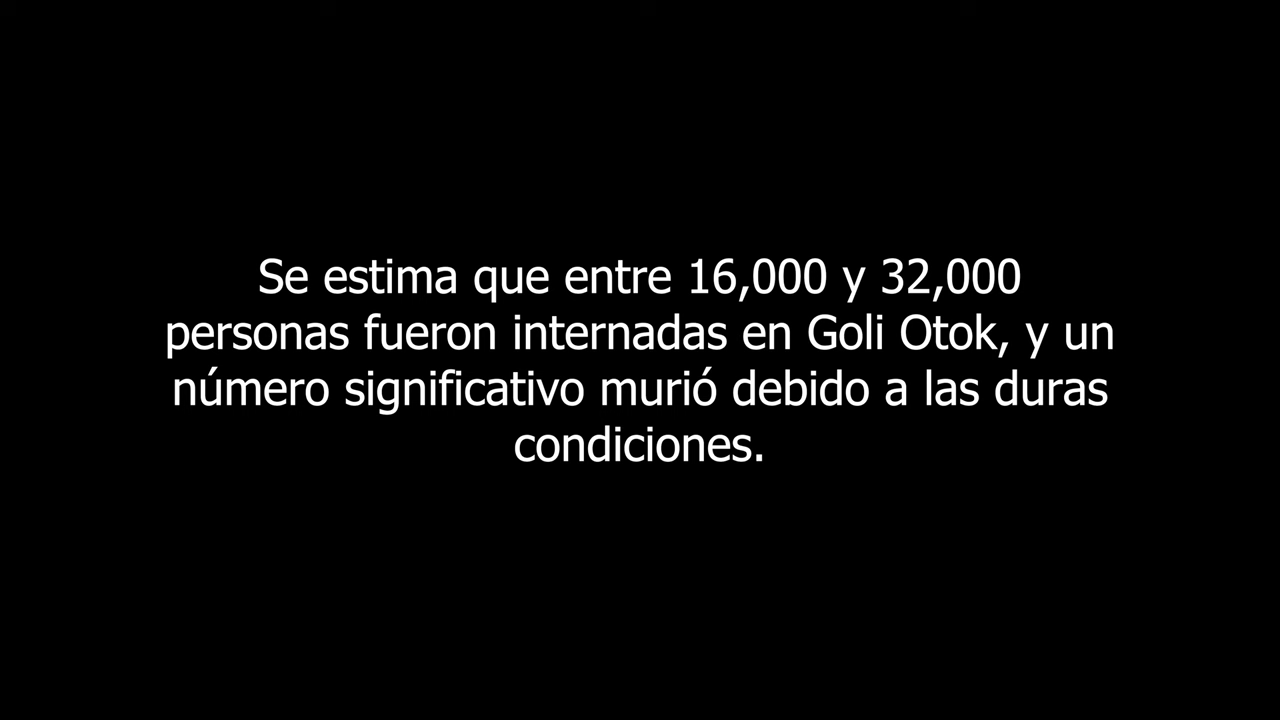 Se estima que entre 16,000 y 32,000
personas fueron internadas en Goli Otok, y un
número significativo murió debido a las duras
condiciones.